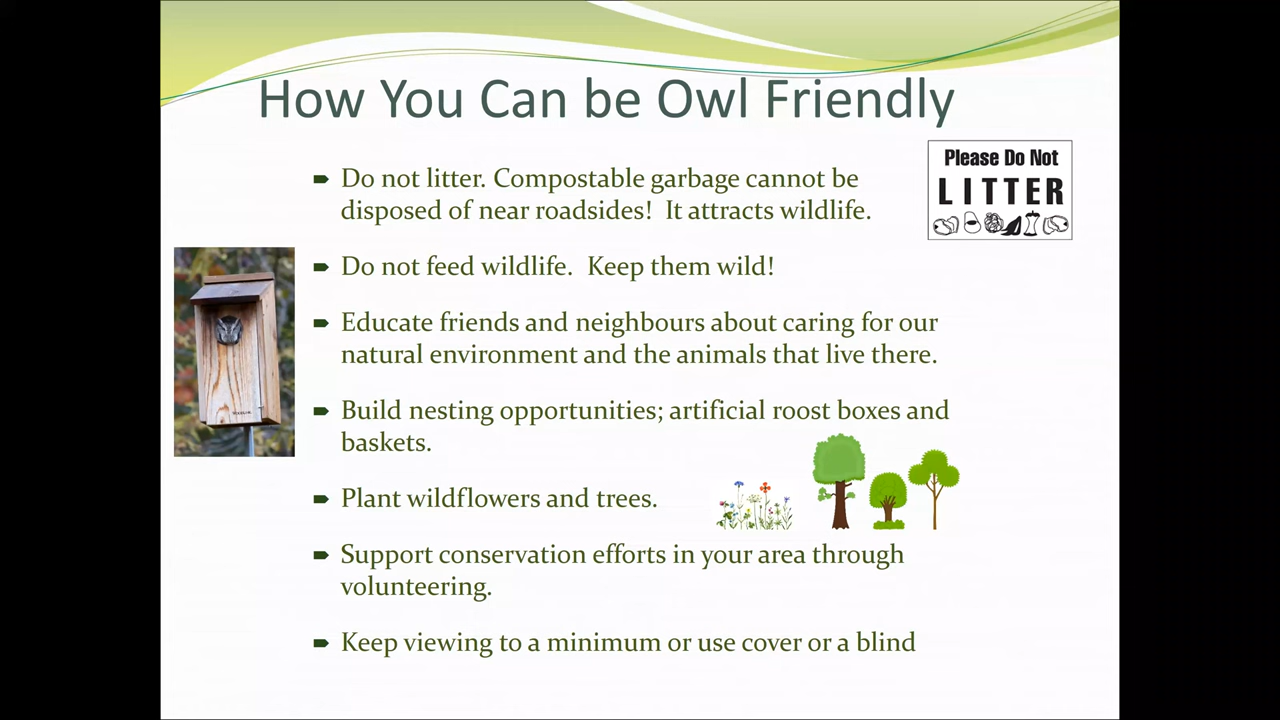 How You Can be Owl Friendly
Please Do Not
LITTER
Do not litter. Compostable garbage cannot be
disposed of near roadsides!  It attracts wildlife.
Do not feed wildlife.  Keep them wild!
Educate friends and neighbours about caring for our
natural environment and the animals that live there.
Build nesting opportunities; artificial roost boxes and
baskets.
Plant wildflowers and trees.
Support conservation efforts in your area through
volunteering.
Keep viewing to a minimum or use cover or a blind